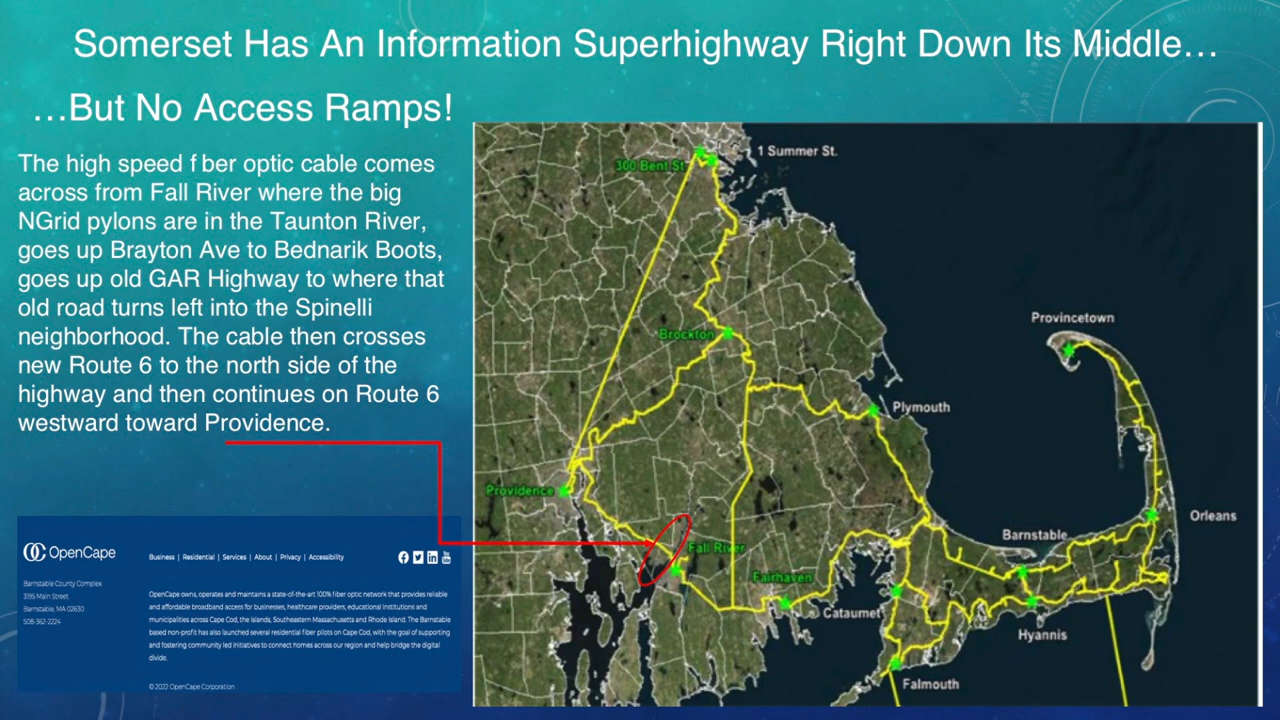 Somerset Has An Information Superhighway Right Down Its Middle…
…But No Access Ramps!
The high speed f ber optic cable comes
across from Fall River where the big
NGrid pylons are in the Taunton River,
goes up Brayton Ave to Bednarik Boots,
goes up old GAR Highway to where that
old road turns left into the Spinelli
neighborhood. The cable then crosses
new Route 6 to the north side of the
highway and then continues on Route 6
westward toward Providence.
OpenCape
Barnstable County Complex
3195 Main Street
Barnstable, MA 02630
508-362-2224
Business | Residential | Services | About | Privacy | Accessibility
OpenCape owns, operates and maintains a state-of-the-art 100% fiber optic network that provides reliable
and affordable broadband access for businesses, healthcare providers, educational institutions and
municipalities across Cape Cod, the Islands, Southeastern Massachusetts and Rhode Island. The Barnstable
based non-profit has also launched several residential fiber pilots on Cape Cod, with the goal of supporting
and fostering community led initiatives to connect homes across our region and help bridge the digital
divide.
© 2022 OpenCape Corporation
1 Summer St.
300 Bent St
Brockton
Provincetown
Plymouth
Providence
Orleans
Barnstable
Fall River
Fairhaven
Cataumet
Hyannis
Falmouth